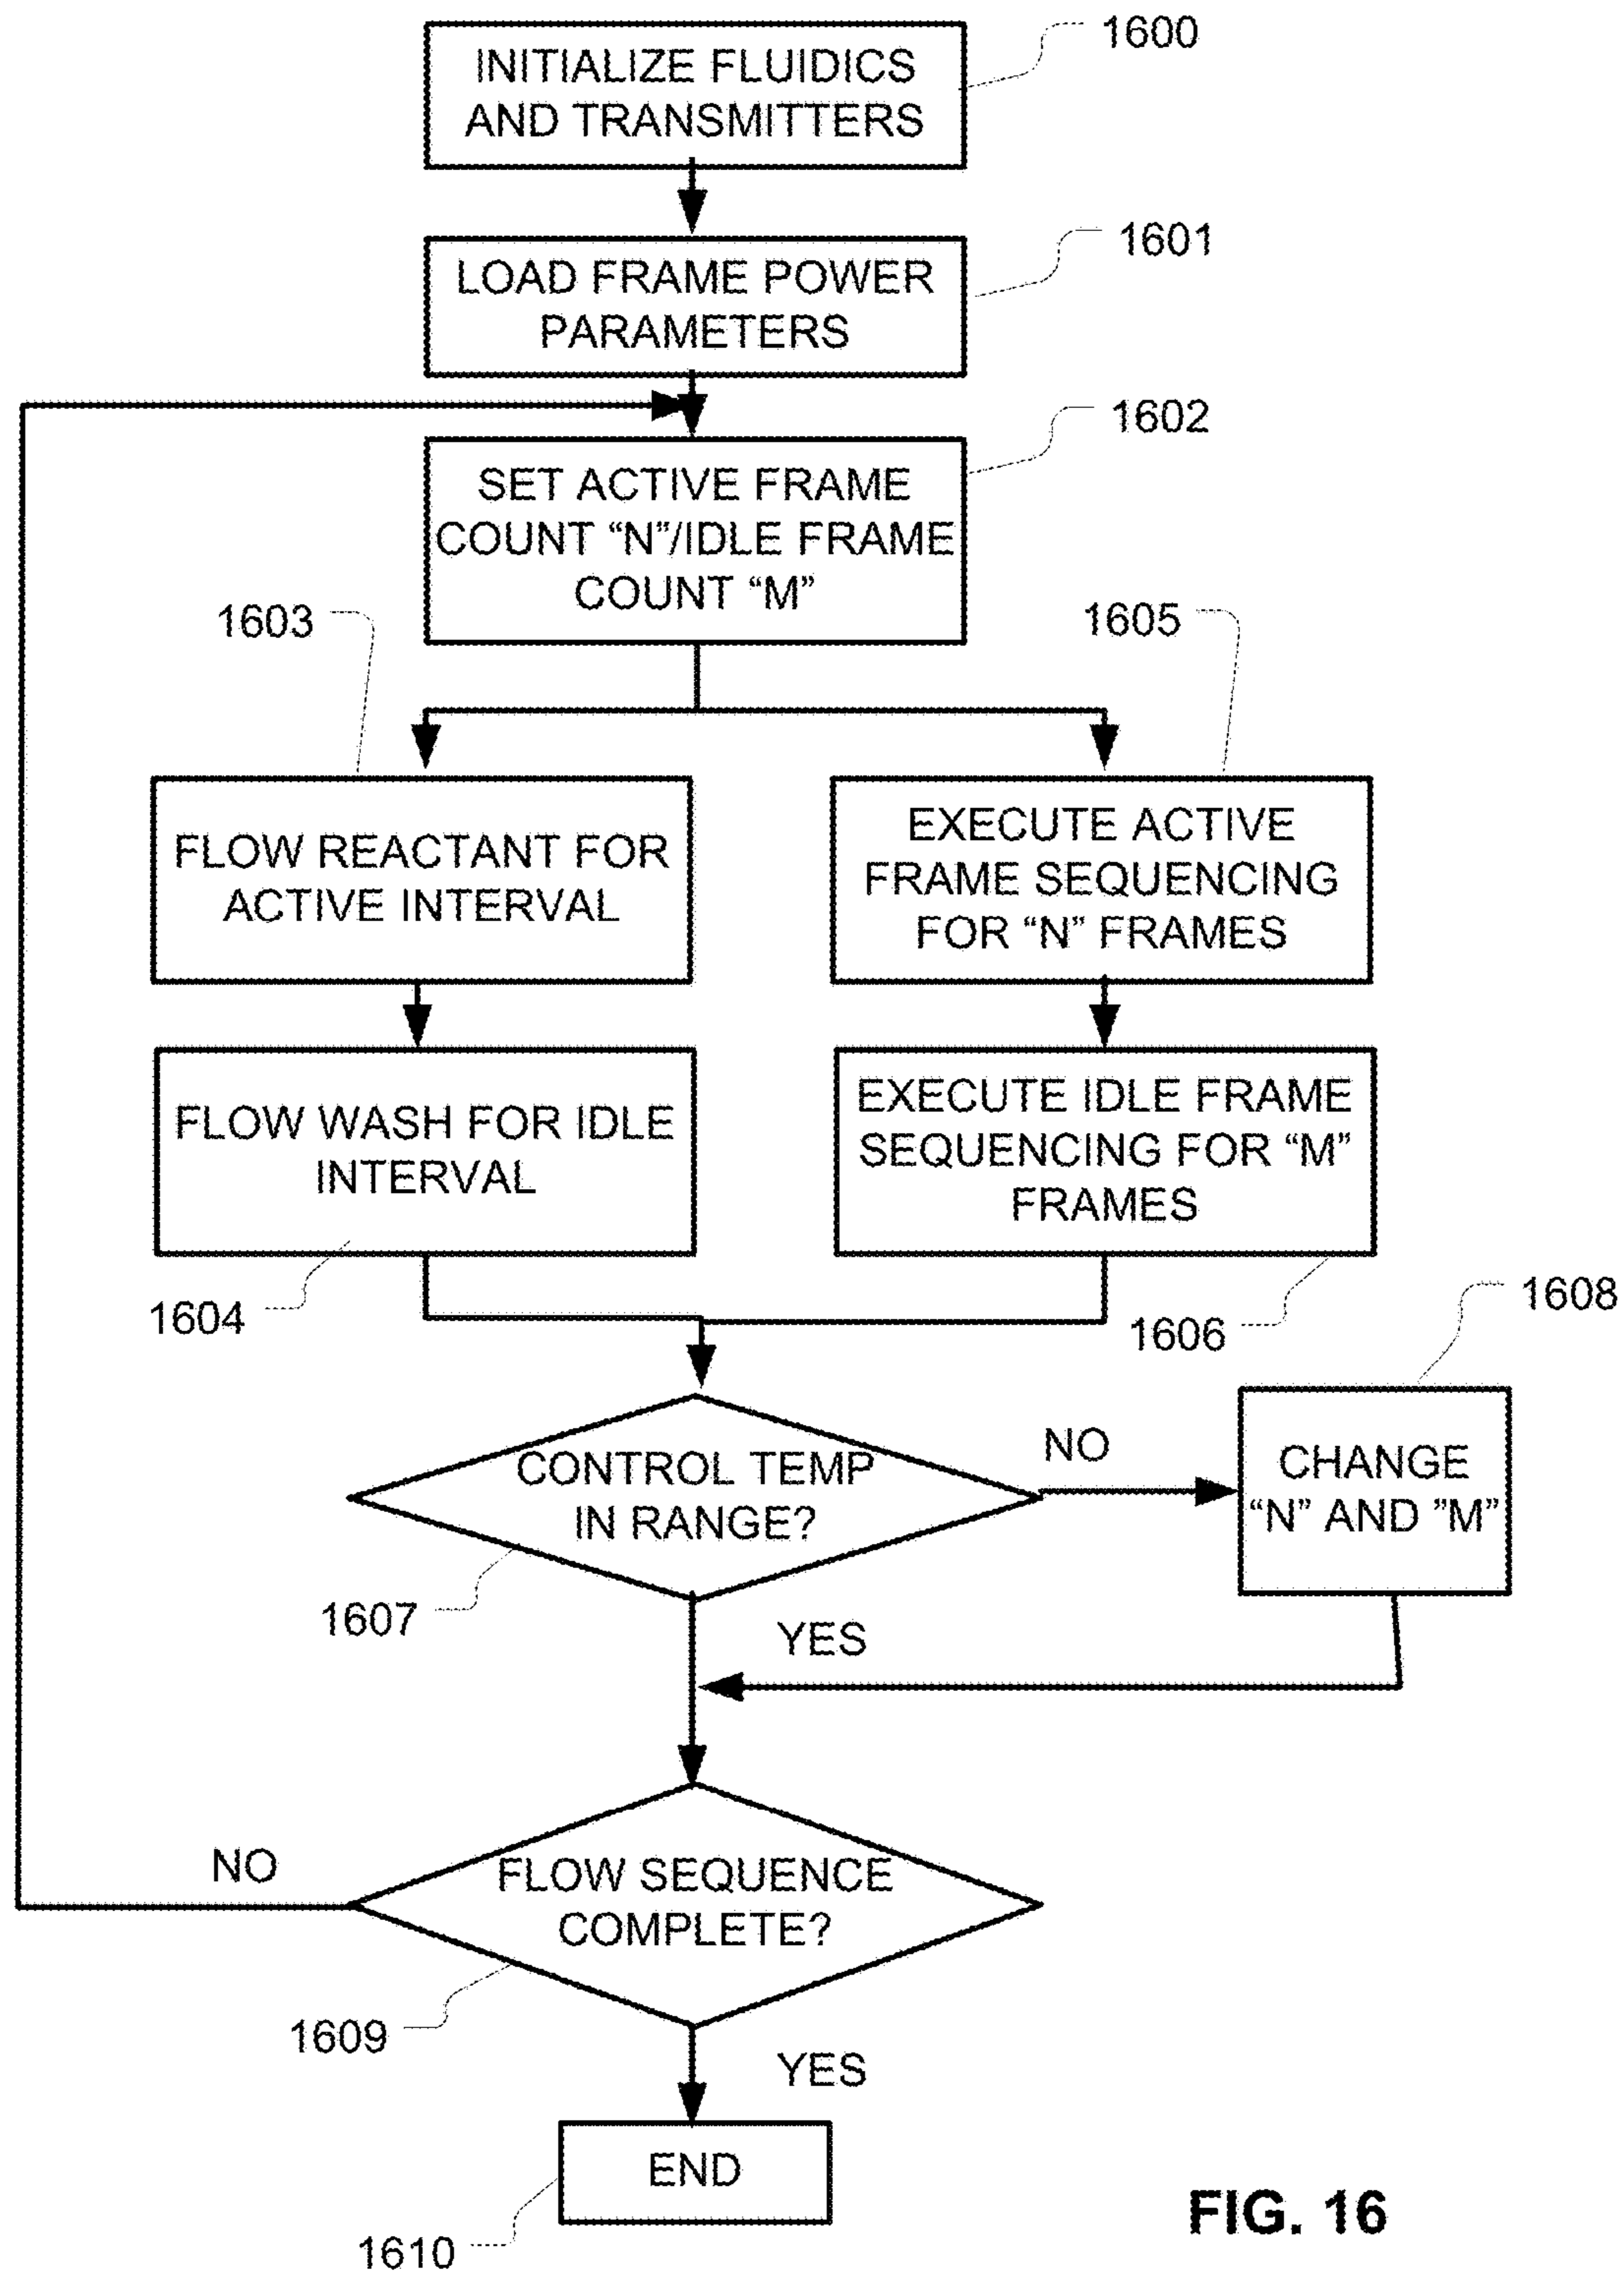 1600
INITIALIZE FLUIDICS
AND TRANSMITTERS
1601
LOAD FRAME POWER
PARAMETERS
1602
SET ACTIVE FRAME
COUNT “N”/IDLE FRAME
COUNT “M”
1603
1605
FLOW REACTANT FOR
ACTIVE INTERVAL
EXECUTE ACTIVE
FRAME SEQUENCING
FOR “N” FRAMES
FLOW WASH FOR IDLE
INTERVAL
EXECUTE IDLE FRAME
SEQUENCING FOR “M”
FRAMES
1604
1606
1608
CONTROL TEMP
IN RANGE?
NO
CHANGE
“N” AND ”M”
1607
YES
NO
FLOW SEQUENCE
COMPLETE?
1609
YES
END
1610
FIG. 16